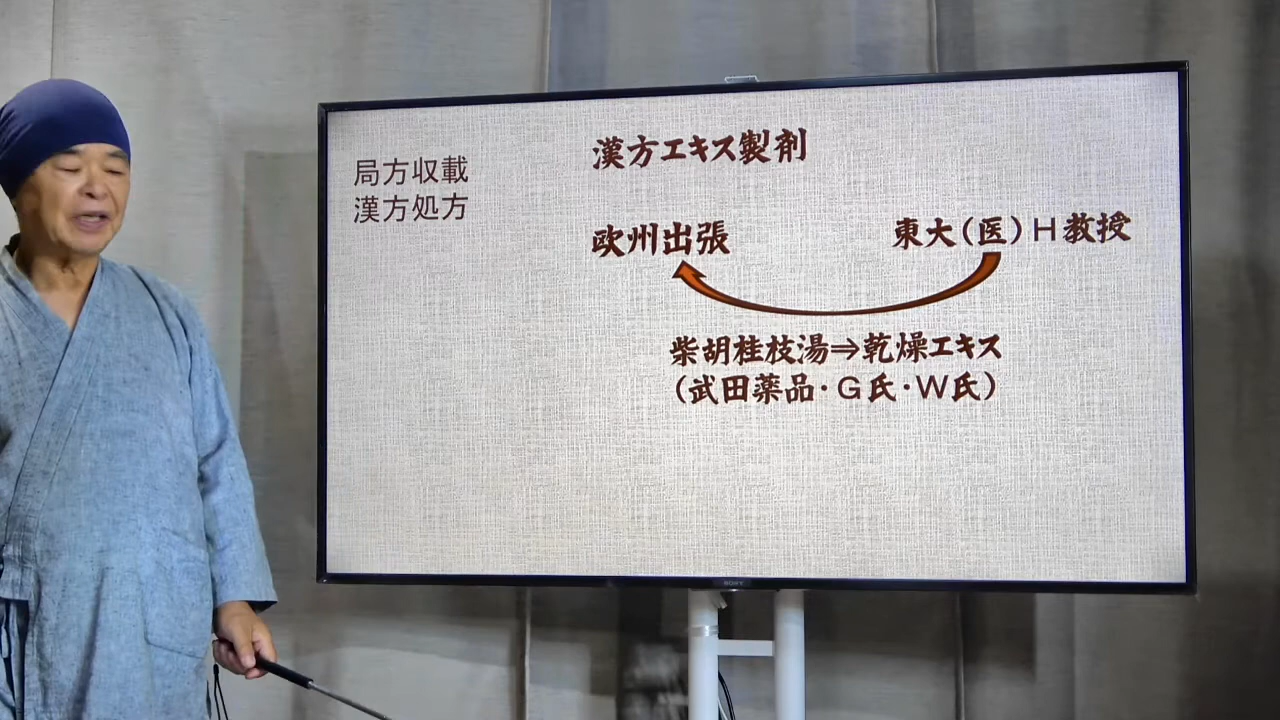 局方収載
漢方処方
漢方エキス製剤
欧州出張
東大(医)H教授
柴胡桂枝湯⇒乾燥エキス
(武田薬品・G氏・W氏)
SONY